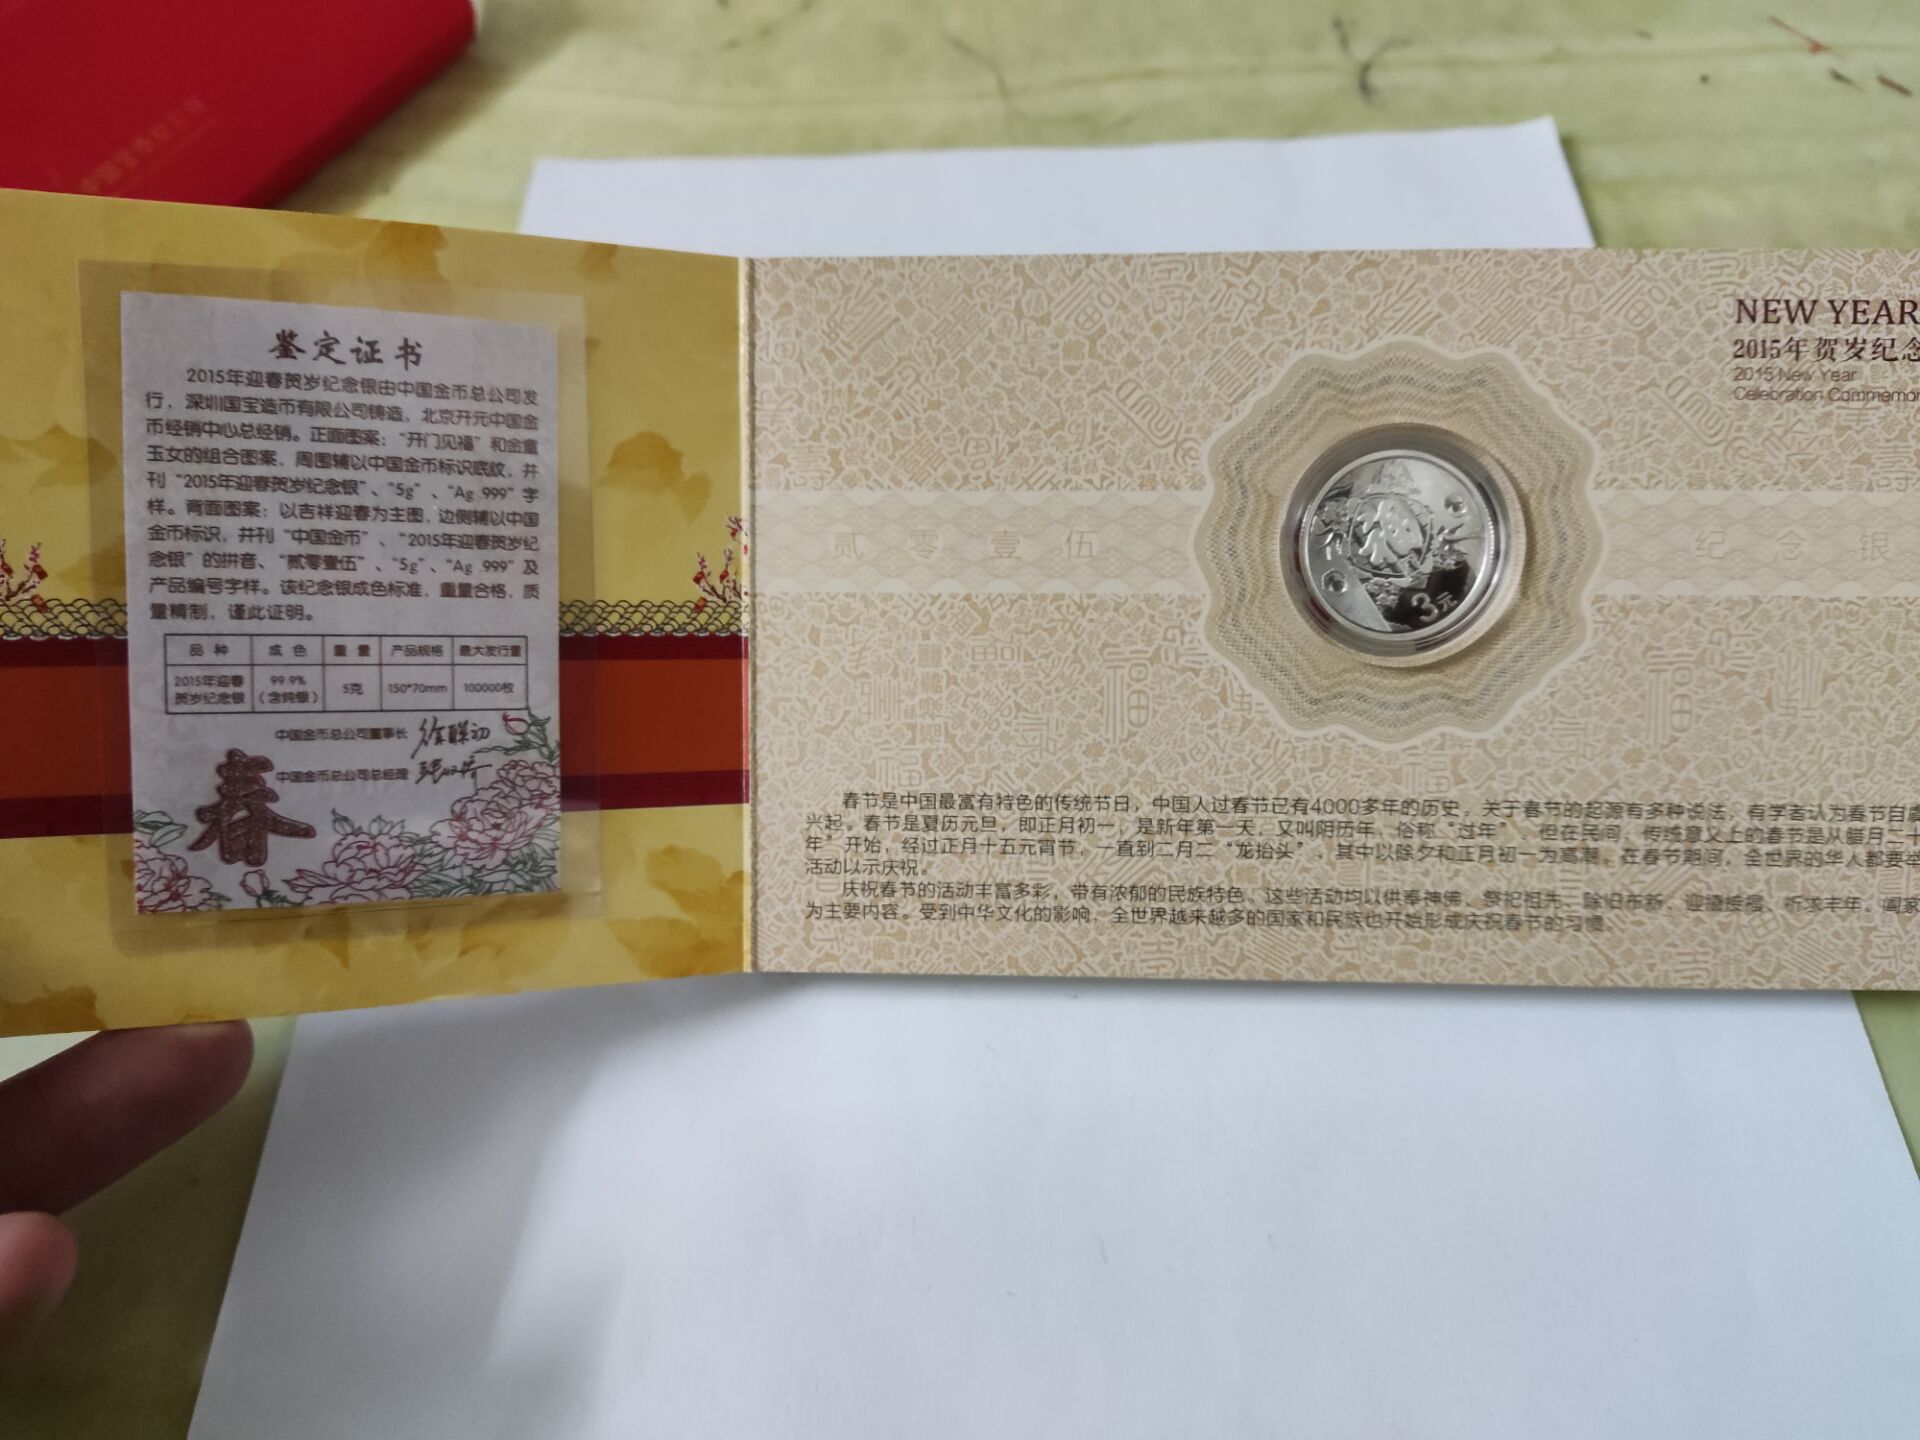 鉴定证书
2015年迎春贺岁纪念银由中国金币总公司发
行，深圳国宝造币有限公司铸造，北京开元中国金
币经销中心总经销。正面图案：“开门见福”和金童
玉女的组合图案，周围辅以中国金币标识底纹，并
刊“2015年迎春贺岁纪念银”、“5g”、“Ag .999”字
样。背面图案：以吉祥迎春为主图，边侧辅以中国
金币标识，并刊“中国金币”、“2015年迎春贺岁纪
念银”的拼音、“贰零壹伍”、“5g”、“Ag .999”及
产品编号字样。该纪念银成色标准，重量合格，质
量精制，谨此证明。
品种 成色 重量 产品规格 最大发行量
2015年迎春贺岁纪念银 99.9%（含纯银） 5克 150*70mm 100000枚
中国金币总公司董事长
中国金币总公司总经理
春
NEW YEAR
2015年贺岁纪念
2015 New Year
Celebration Commemor
贰零壹伍
纪念银
福
3元
春节是中国最富有特色的传统节日，中国人过春节已有4000多年的历史，关于春节的起源有多种说法，有学者认为春节自虞
兴起。春节是夏历元旦，即正月初一，是新年第一天，又叫阴历年，俗称“过年”。但在民间，传统意义上的春节是从腊月二十
年”开始，经过正月十五元宵节，一直到二月二“龙抬头”，其中以除夕和正月初一为高潮。在春节期间，全世界的华人都要举
活动以示庆祝。
庆祝春节的活动丰富多彩，带有浓郁的民族特色。这些活动均以供奉神佛、祭祀祖先、除旧布新、迎禧接福、祈求丰年、阖家
为主要内容。受到中华文化的影响，全世界越来越多的国家和民族也开始形成庆祝春节的习惯。